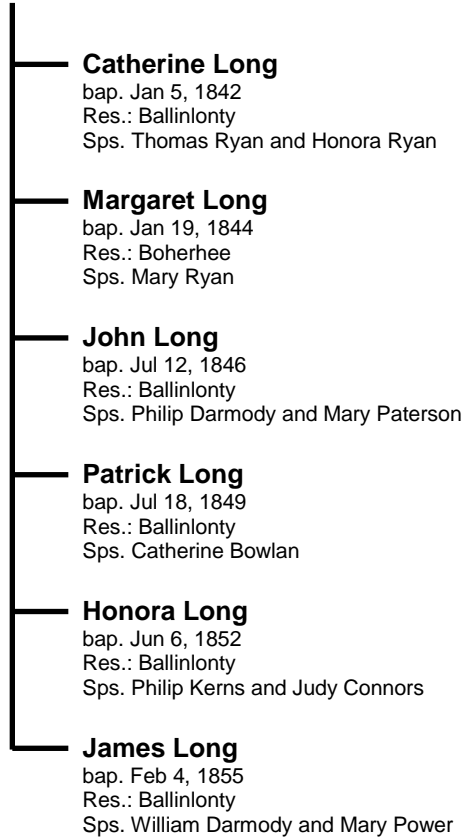 Catherine Long
bap. Jan 5, 1842
Res.: Ballinlonty
Sps. Thomas Ryan and Honora Ryan
Margaret Long
bap. Jan 19, 1844
Res.: Boherhee
Sps. Mary Ryan
John Long
bap. Jul 12, 1846
Res.: Ballinlonty
Sps. Philip Darmody and Mary Paterson
Patrick Long
bap. Jul 18, 1849
Res.: Ballinlonty
Sps. Catherine Bowlan
Honora Long
bap. Jun 6, 1852
Res.: Ballinlonty
Sps. Philip Kerns and Judy Connors
James Long
bap. Feb 4, 1855
Res.: Ballinlonty
Sps. William Darmody and Mary Power